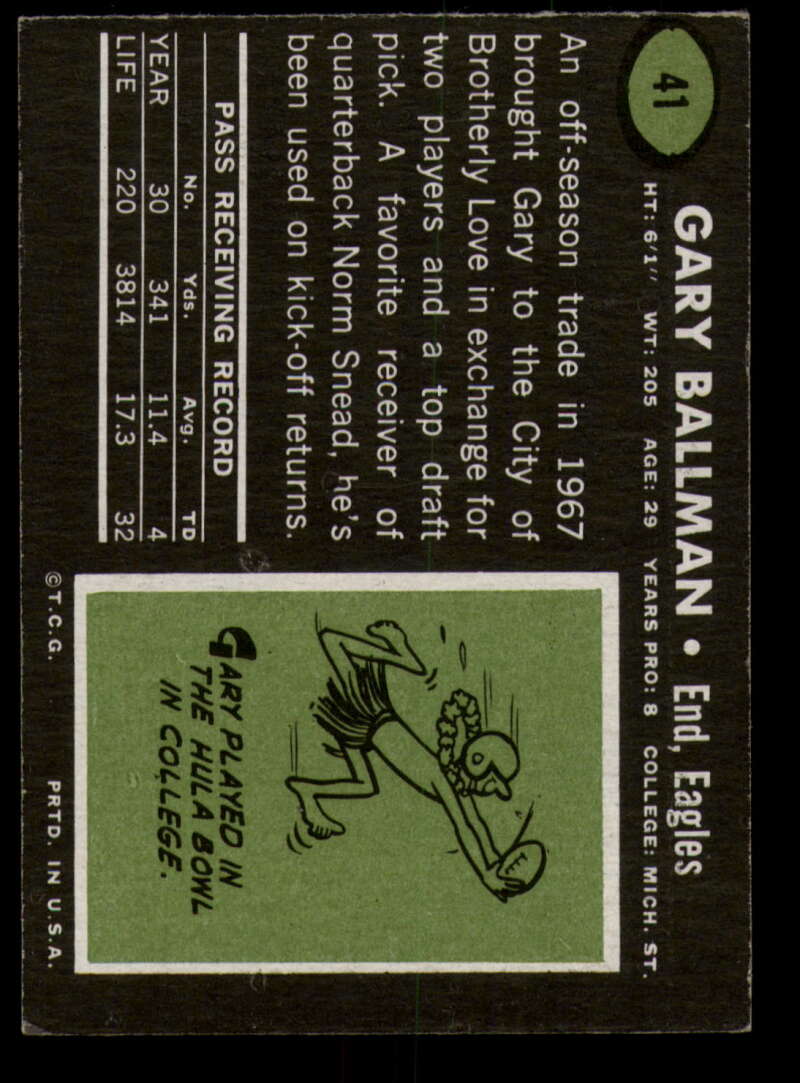 41
GARY BALLMAN • End, Eagles
HT: 6'1" WT: 205 AGE: 29 YEARS PRO: 8 COLLEGE: MICH. ST.
An off-season trade in 1967
brought Gary to the City of
Brotherly Love in exchange for
two players and a top draft
pick. A favorite receiver of
quarterback Norm Snead, he's
been used on kick-off returns.
PASS RECEIVING RECORD
No. Yds. Avg. TD
YEAR 30 341 11.4 4
LIFE 220 3814 17.3 32
GARY PLAYED IN
THE HULA BOWL
IN COLLEGE.
©T.C.G. PRTD. IN U.S.A.